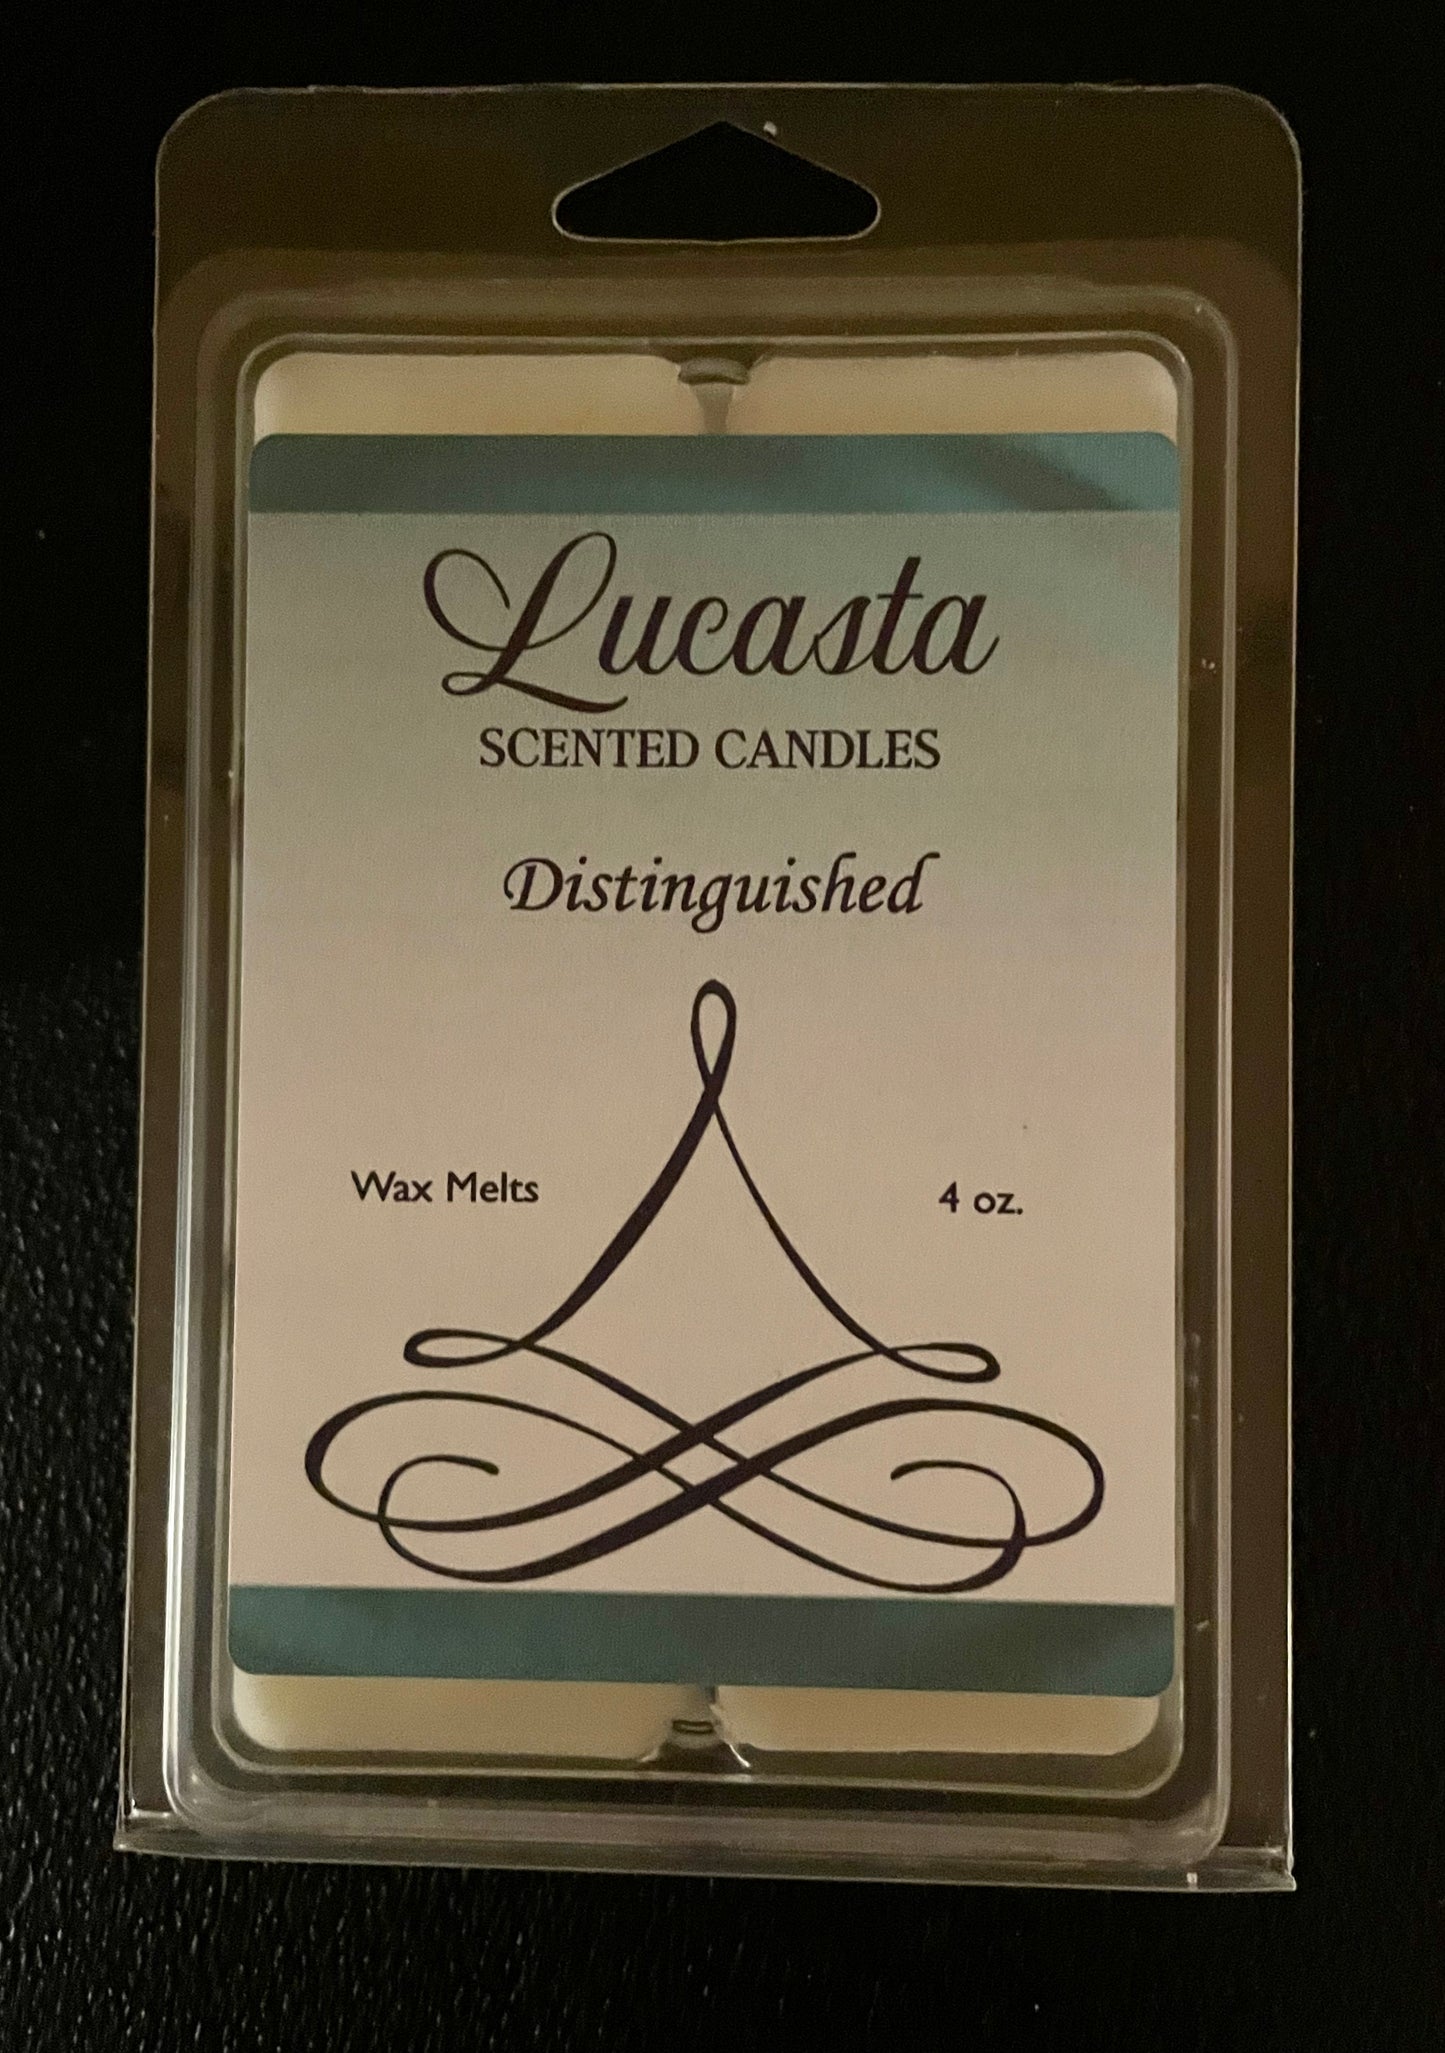 Lucasta
SCENTED CANDLES
Distinguished
Wax Melts
4 oz.